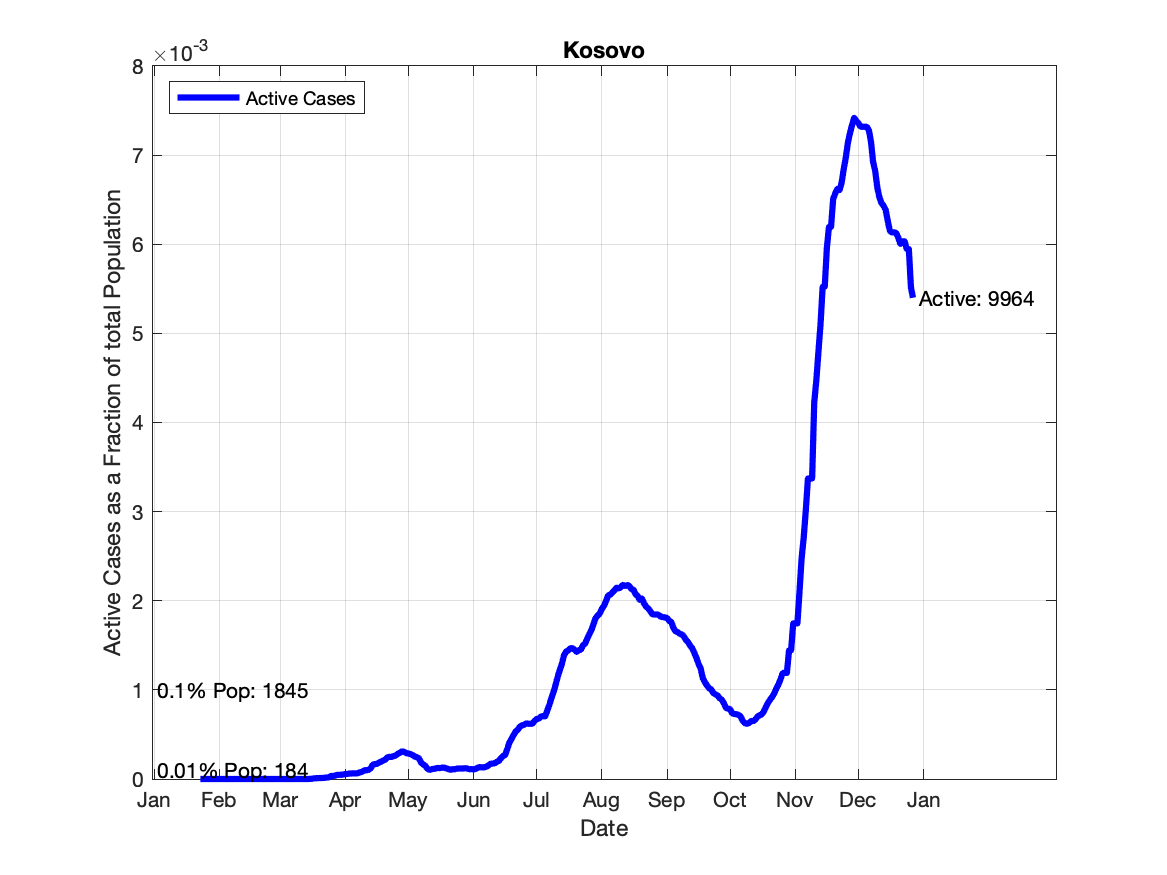 Kosovo
×10-3
Active Cases
8
7
6
5
4
3
2
1
0
Active Cases as a Fraction of total Population
Active: 9964
0.1% Pop: 1845
0.01% Pop: 184
Jan Feb Mar Apr May Jun Jul Aug Sep Oct Nov Dec Jan
Date